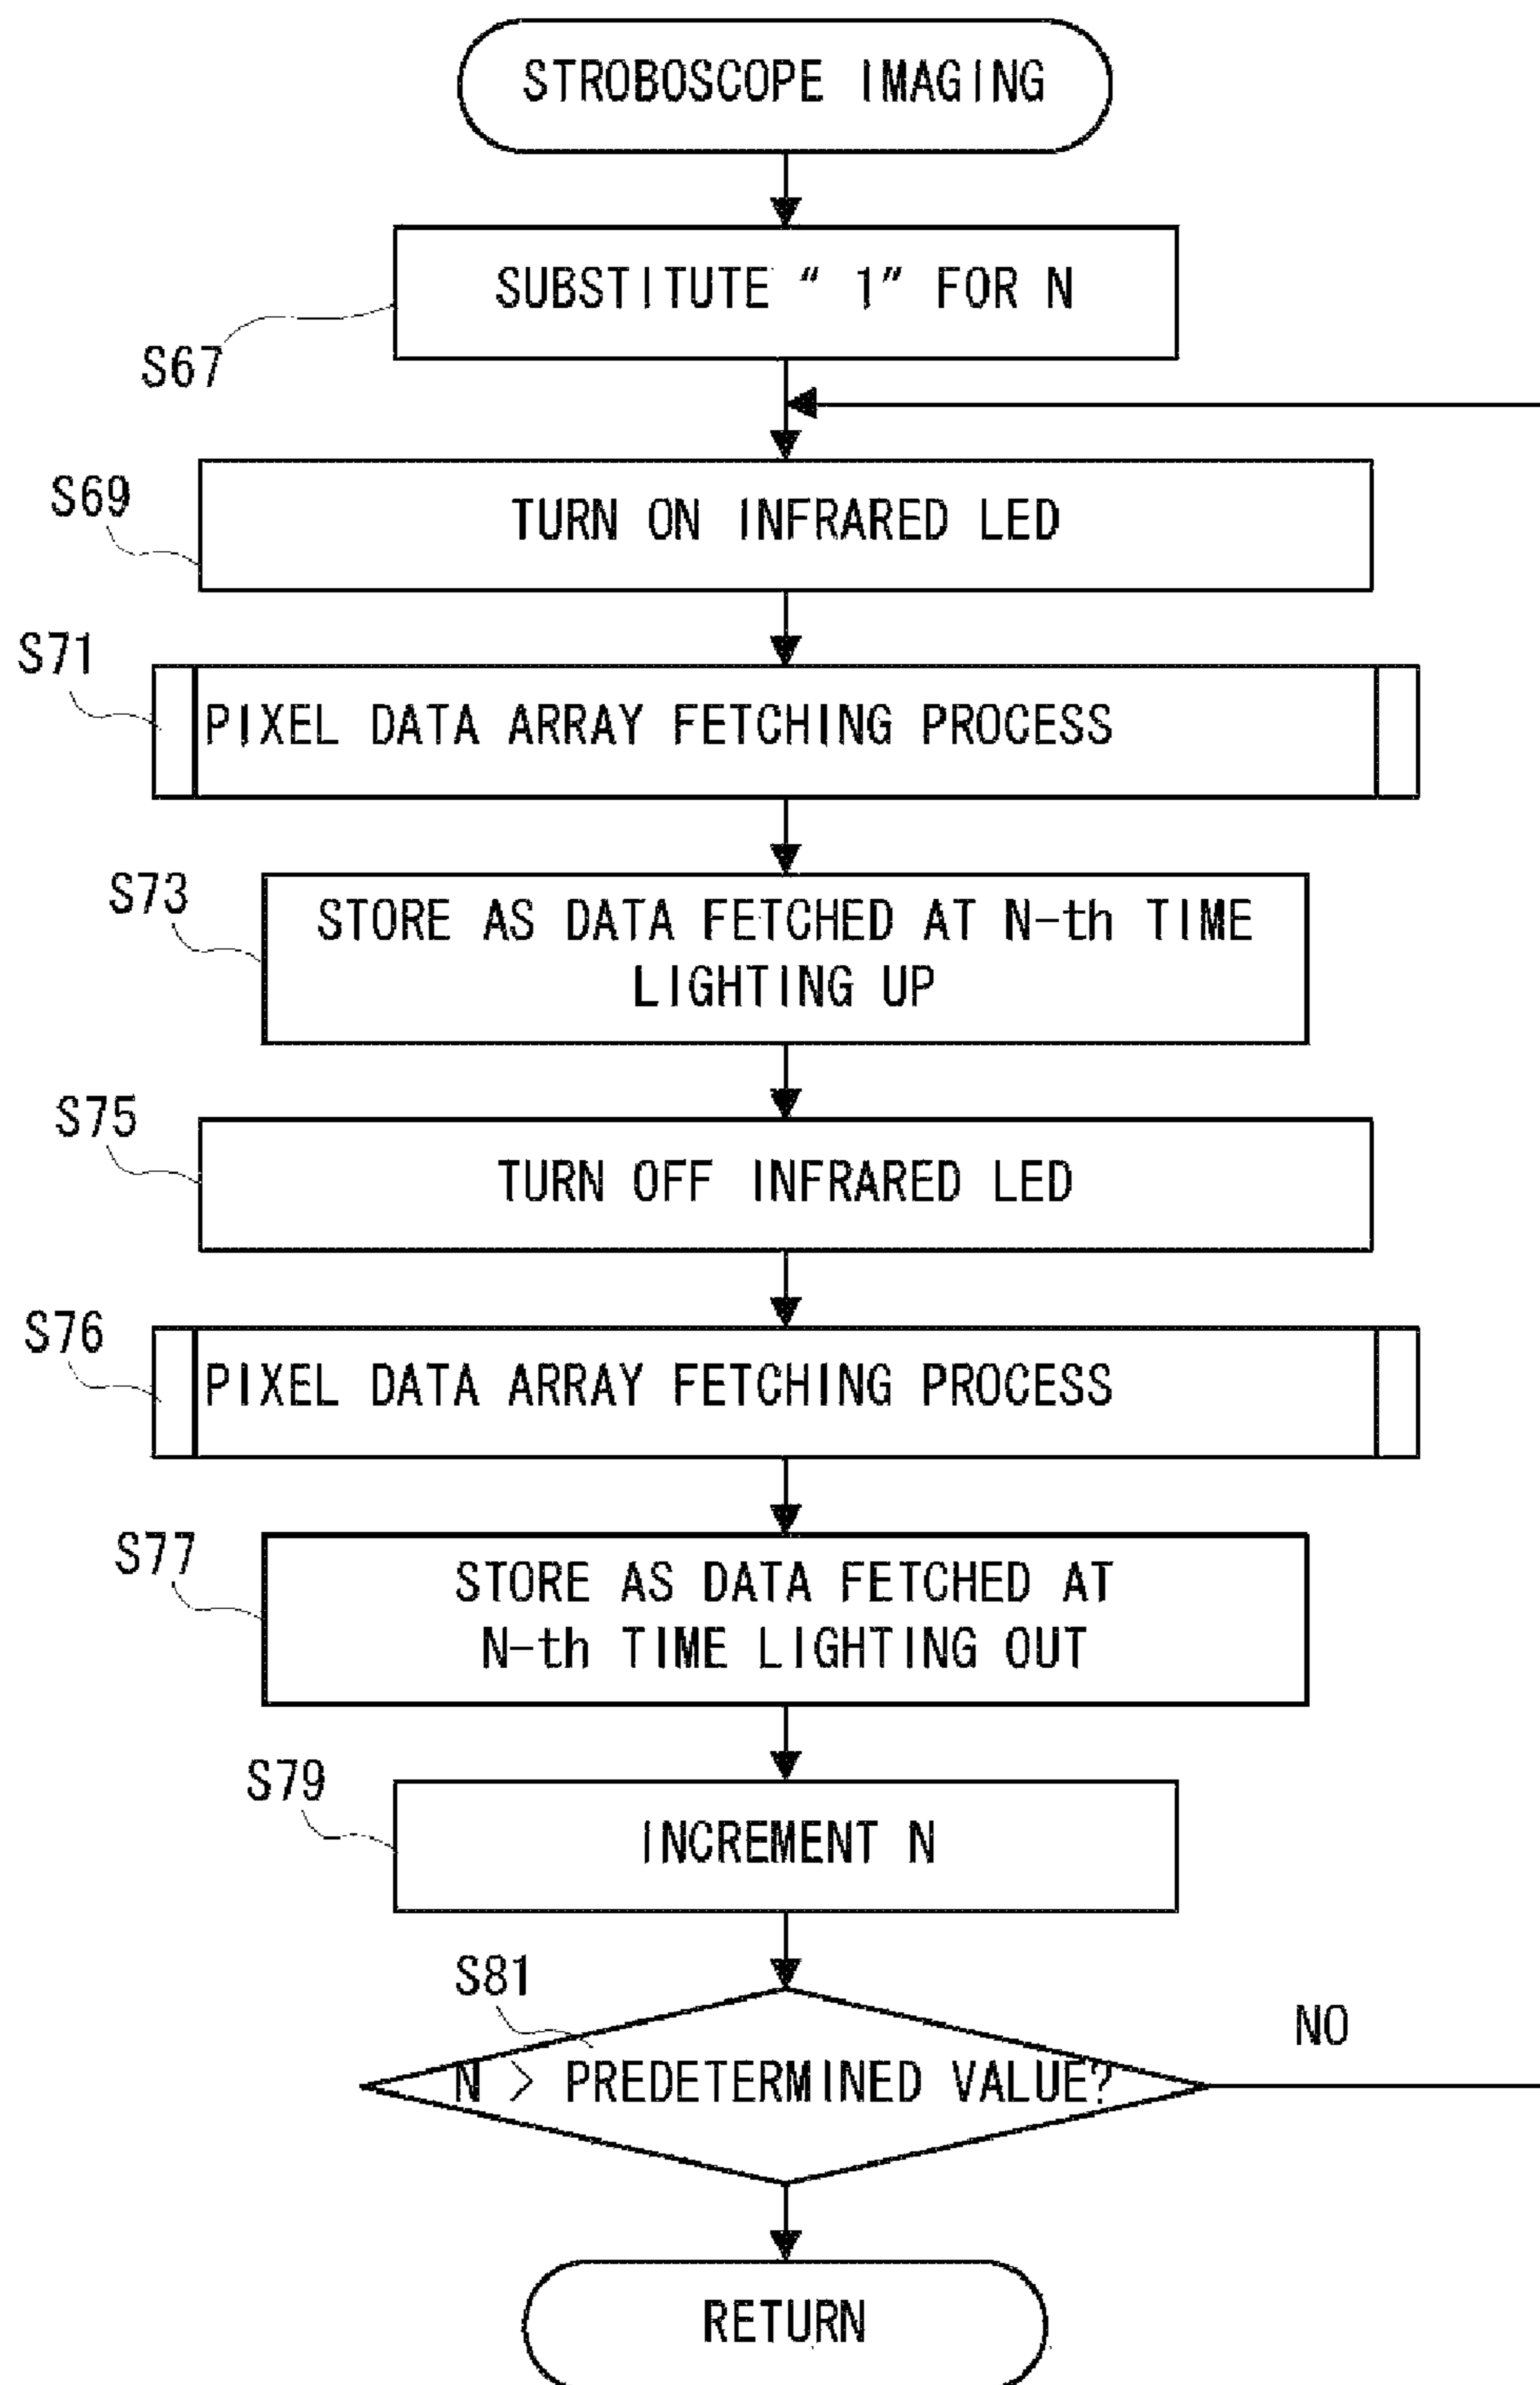 STROBOSCOPE IMAGING
SUBSTITUTE “ 1” FOR N
S67
S69
TURN ON INFRARED LED
S71
PIXEL DATA ARRAY FETCHING PROCESS
S73
STORE AS DATA FETCHED AT N-th TIME
LIGHTING UP
S75
TURN OFF INFRARED LED
S76
PIXEL DATA ARRAY FETCHING PROCESS
S77
STORE AS DATA FETCHED AT
N-th TIME LIGHTING OUT
S79
INCREMENT N
S81
NO
N > PREDETERMINED VALUE?
RETURN